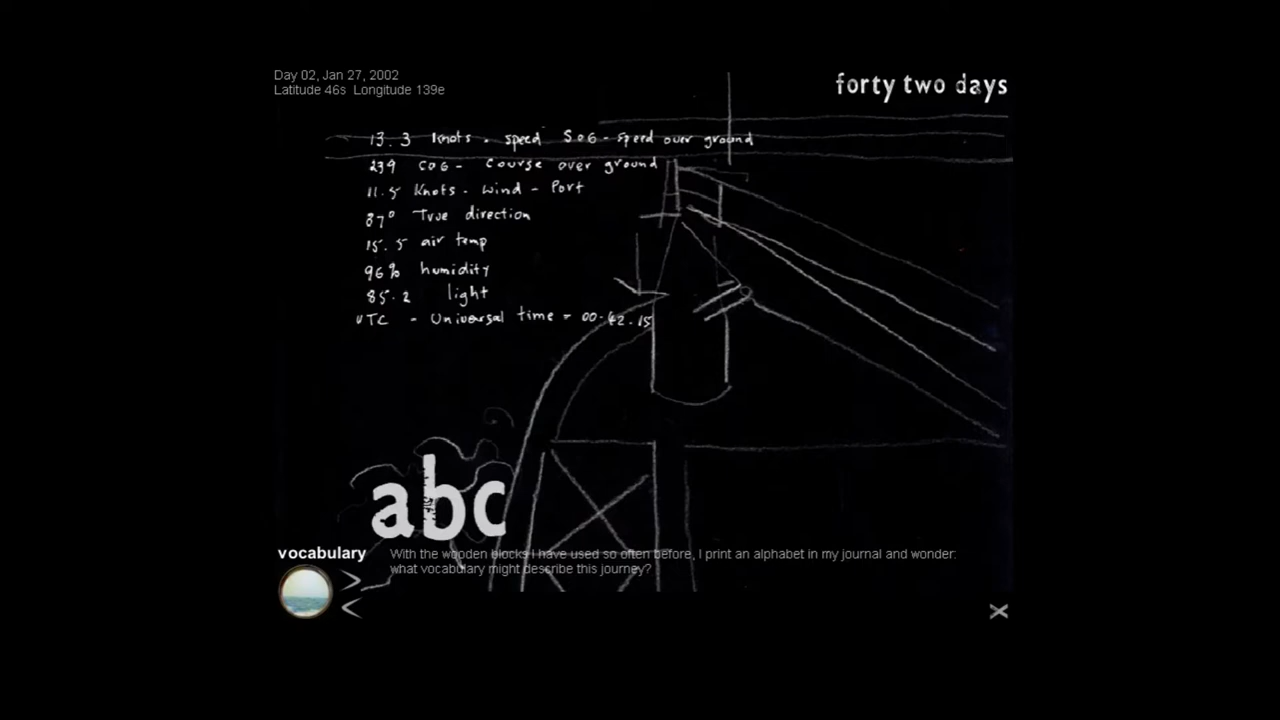 Day 02, Jan 27, 2002
Latitude 46s Longitude 139e
forty two days
13.3 Knots. speed SOG - speed over ground
239 COG - Course over ground
11.5 Knots - Wind - Port
87° True direction
15.5 air temp
96% humidity
85.2 light
UTC - Universal time = 00.42.15
abc
vocabulary
With the wooden blocks I have used so often before, I print an alphabet in my journal and wonder:
what vocabulary might describe this journey?